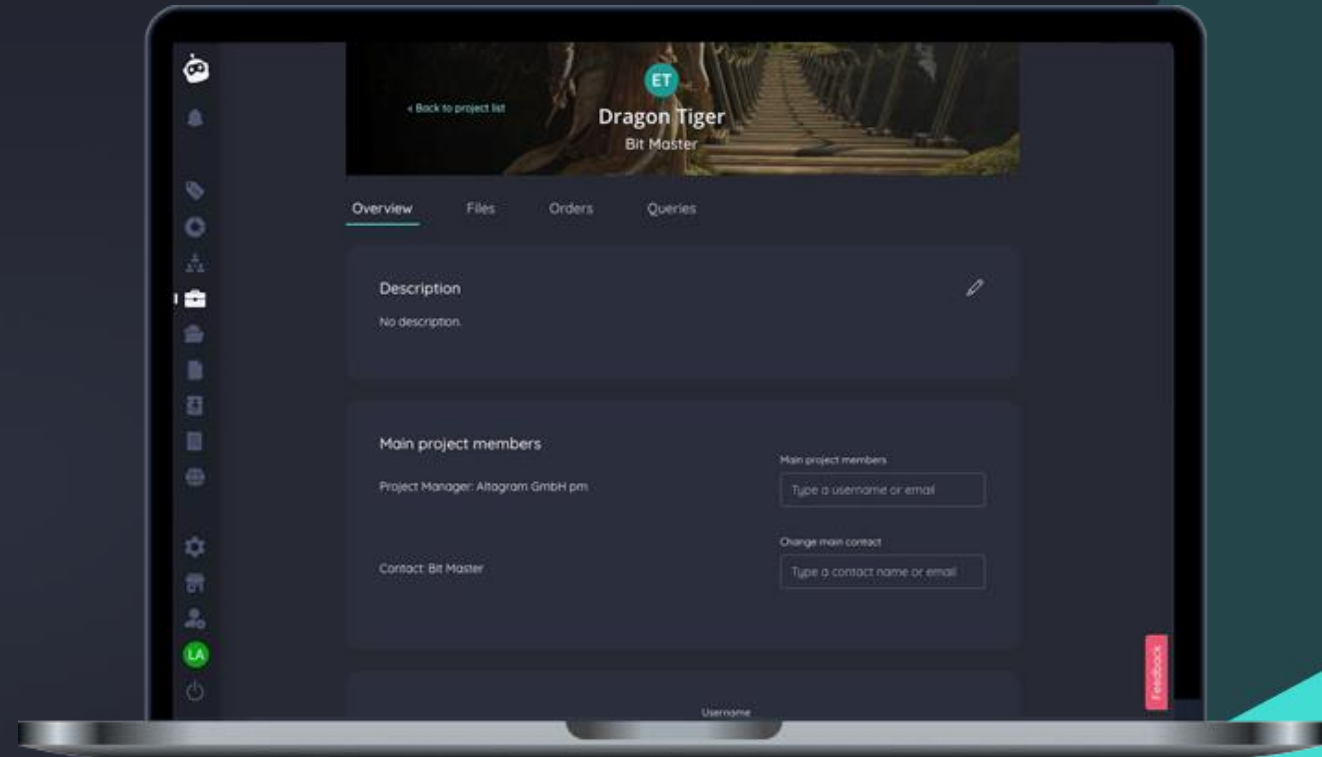 ET
« Back to project list
Dragon Tiger
Bit Master
Overview Files Orders Queries
Description
No description.
Main project members
Main project members
Project Manager: Altagram GmbH pm
Type a username or email
Change main contact
Contact: Bit Master
Type a contact name or email
LA
Feedback
Username